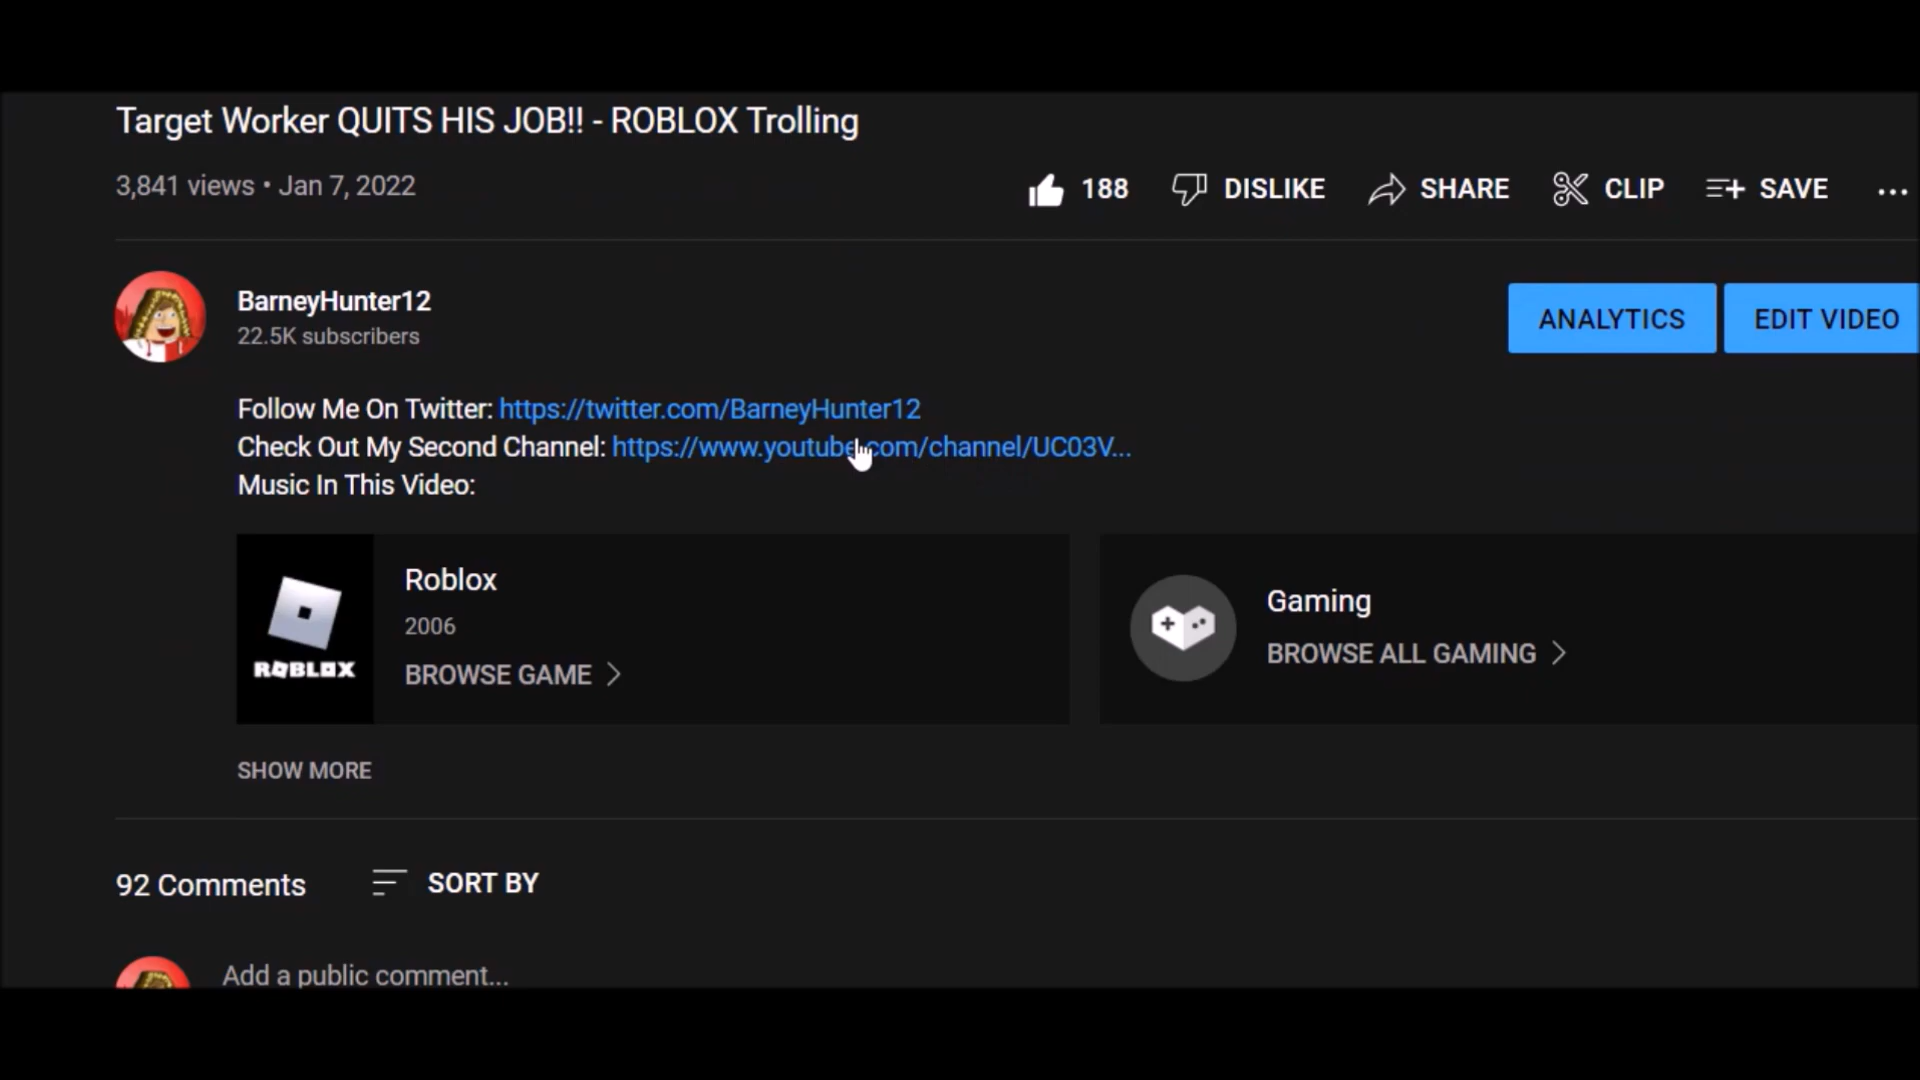 Target Worker QUITS HIS JOB!! - ROBLOX Trolling
3,841 views • Jan 7, 2022
188 DISLIKE SHARE CLIP SAVE ...
BarneyHunter12
22.5K subscribers
ANALYTICS EDIT VIDEO
Follow Me On Twitter: https://twitter.com/BarneyHunter12
Check Out My Second Channel: https://www.youtube.com/channel/UC03V...
Music In This Video:
ROBLOX
Roblox
2006
BROWSE GAME
Gaming
BROWSE ALL GAMING
SHOW MORE
92 Comments SORT BY
Add a public comment...